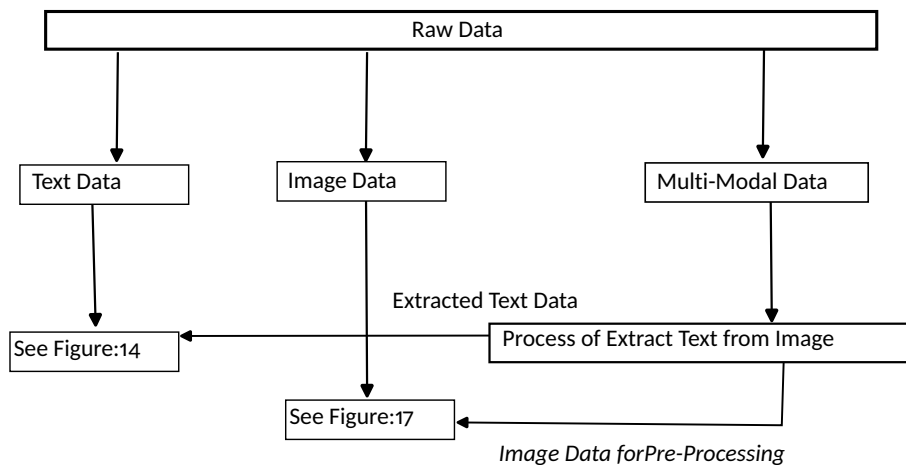 Raw Data
Text Data
Image Data
Multi-Modal Data
Extracted Text Data
See Figure:14
Process of Extract Text from Image
See Figure:17
Image Data forPre-Processing